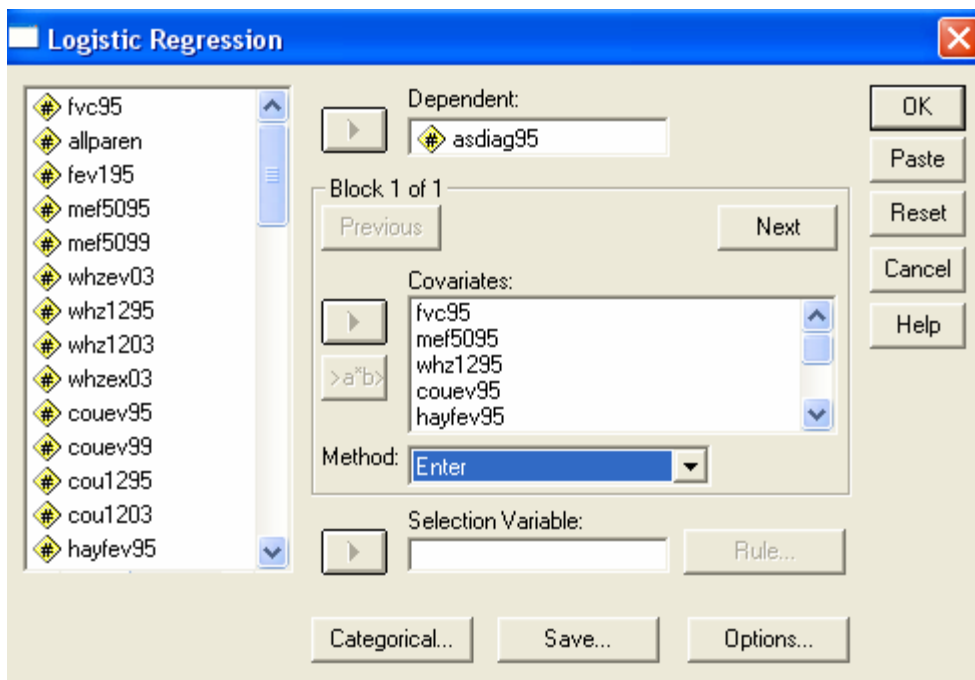 Logistic Regression
fvc95
allparen
fev195
mef5095
mef5099
whzev03
whz1295
whz1203
whzex03
couev95
couev99
cou1295
cou1203
hayfev95
Dependent:
# asdiag95
Block 1 of 1
Previous
Next
Covariates:
fvc95
mef5095
whz1295
couev95
hayfev95
>a*b>
Method:
Enter
Selection Variable:
Rule...
Categorical...
Save...
Options...
OK
Paste
Reset
Cancel
Help